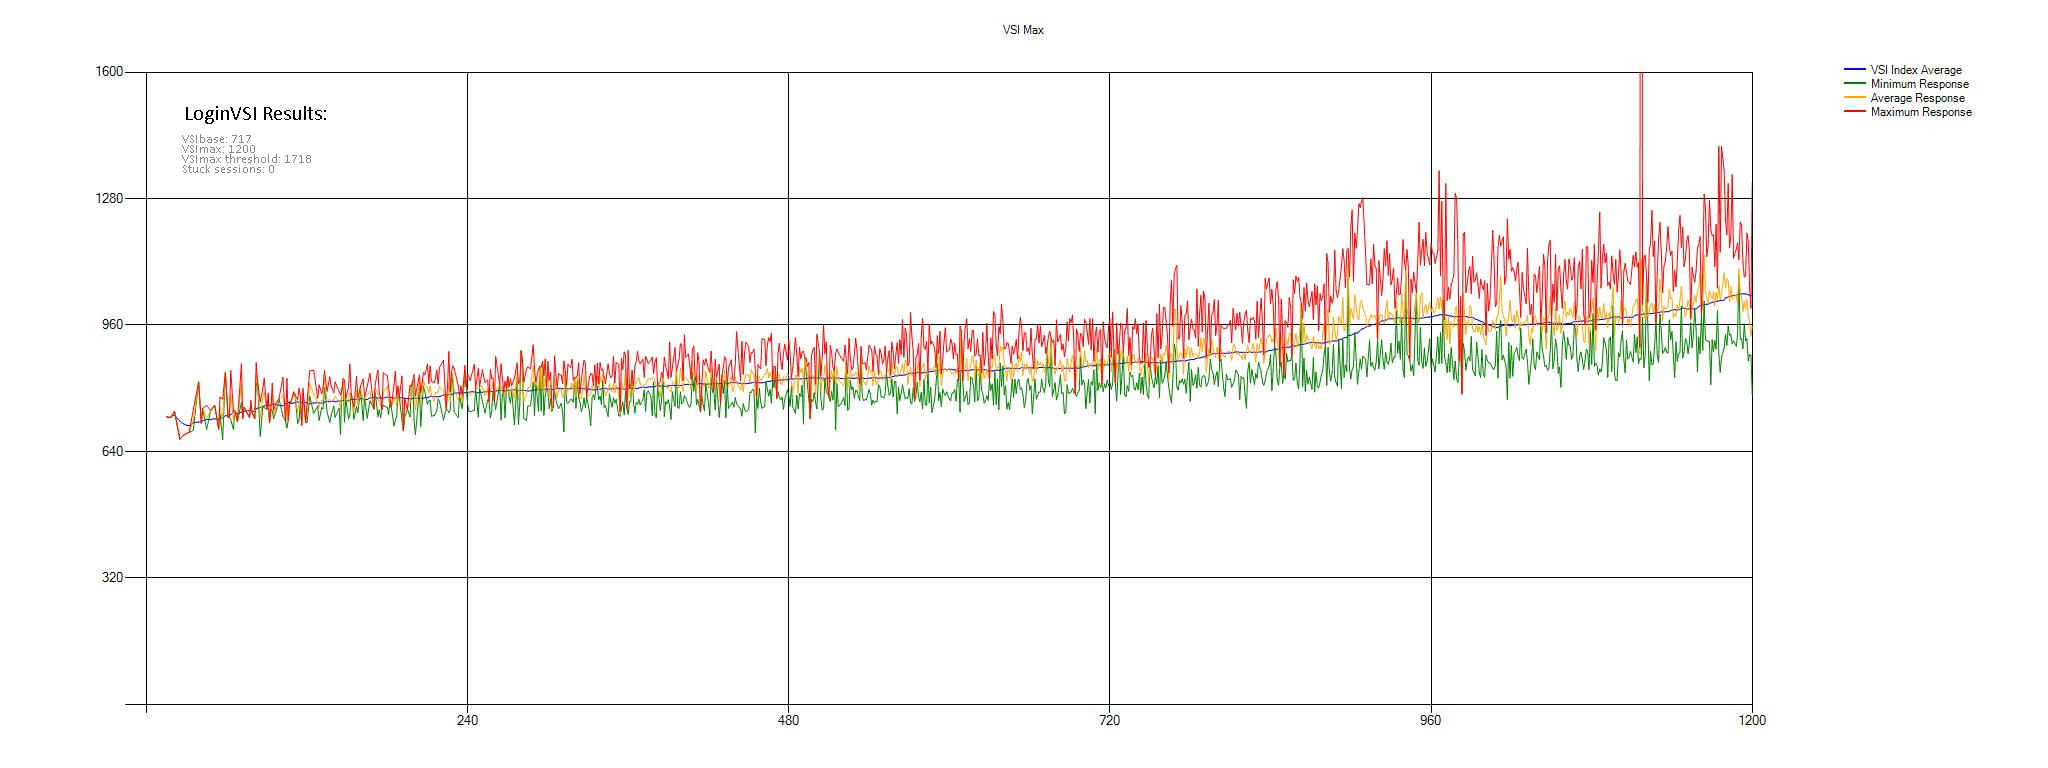 VSI Max
1600
1280
960
640
320
LoginVSI Results:
VSIbase: 717
VSImax: 1200
VSImax threshold: 1718
Stuck sessions: 0
VSI Index Average
Minimum Response
Average Response
Maximum Response
240
480
720
960
1200